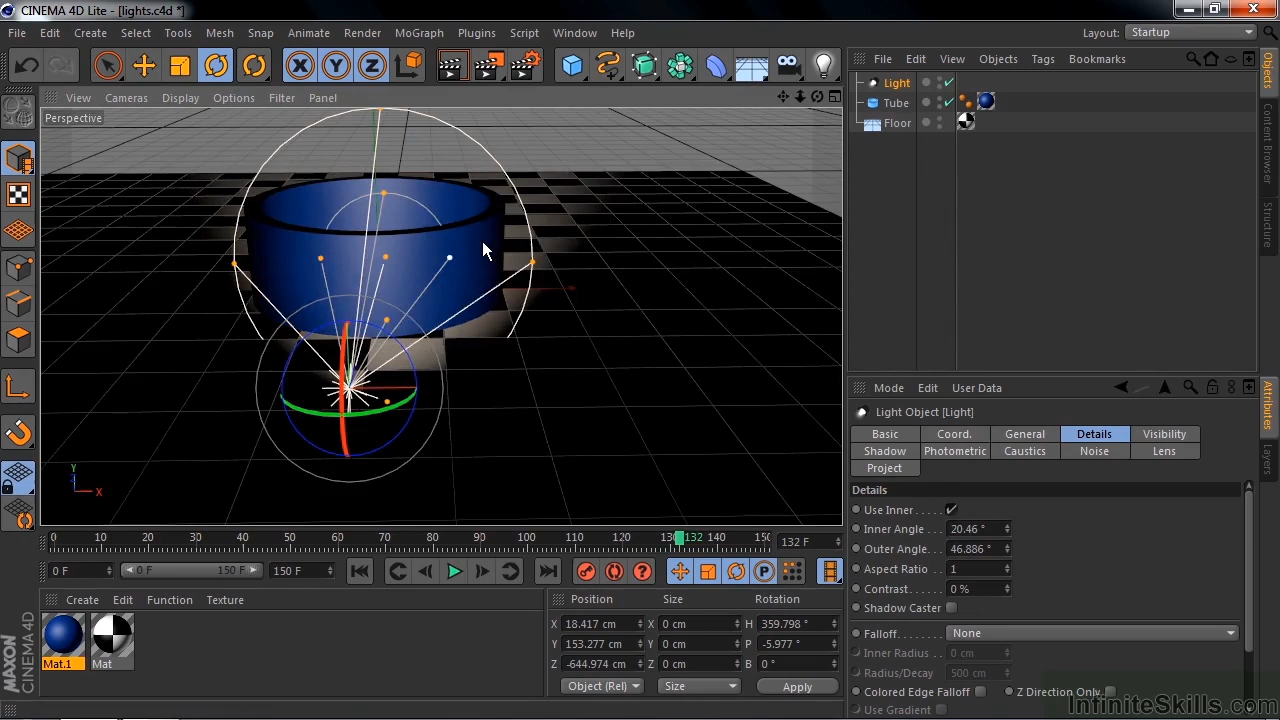 CINEMA 4D Lite - [lights.c4d *]
File Edit Create Select Tools Mesh Snap Animate Render MoGraph Plugins Script Window Help
Layout: Startup
View Cameras Display Options Filter Panel
Perspective
Y
Z
X
File Edit View Objects Tags Bookmarks
Light
Tube
Floor
Objects
Content Browser
Structure
Mode Edit User Data
Light Object [Light]
Basic Coord. General Details Visibility
Shadow Photometric Caustics Noise Lens
Project
Attributes
Layers
Details
Use Inner
Inner Angle . . . 20.46 °
Outer Angle. . . 46.886 °
Aspect Ratio . . 1
Contrast . . . . . 0 %
Shadow Caster
Falloff. . . . . . . None
Inner Radius . . 0 cm
Radius/Decay 500 cm
Colored Edge Falloff Z Direction Only
Use Gradient
0 10 20 30 40 50 60 70 80 90 100 110 120 132 140 132 F
0 F 0 F 150 F 150 F
Create Edit Function Texture
Mat.1 Mat
Position Size Rotation
X 18.417 cm X 0 cm H 359.798 °
Y 153.277 cm Y 0 cm P -5.977 °
Z -644.974 cm Z 0 cm B 0 °
Object (Rel) Size Apply
MAXON
CINEMA 4D
InfiniteSkills.com